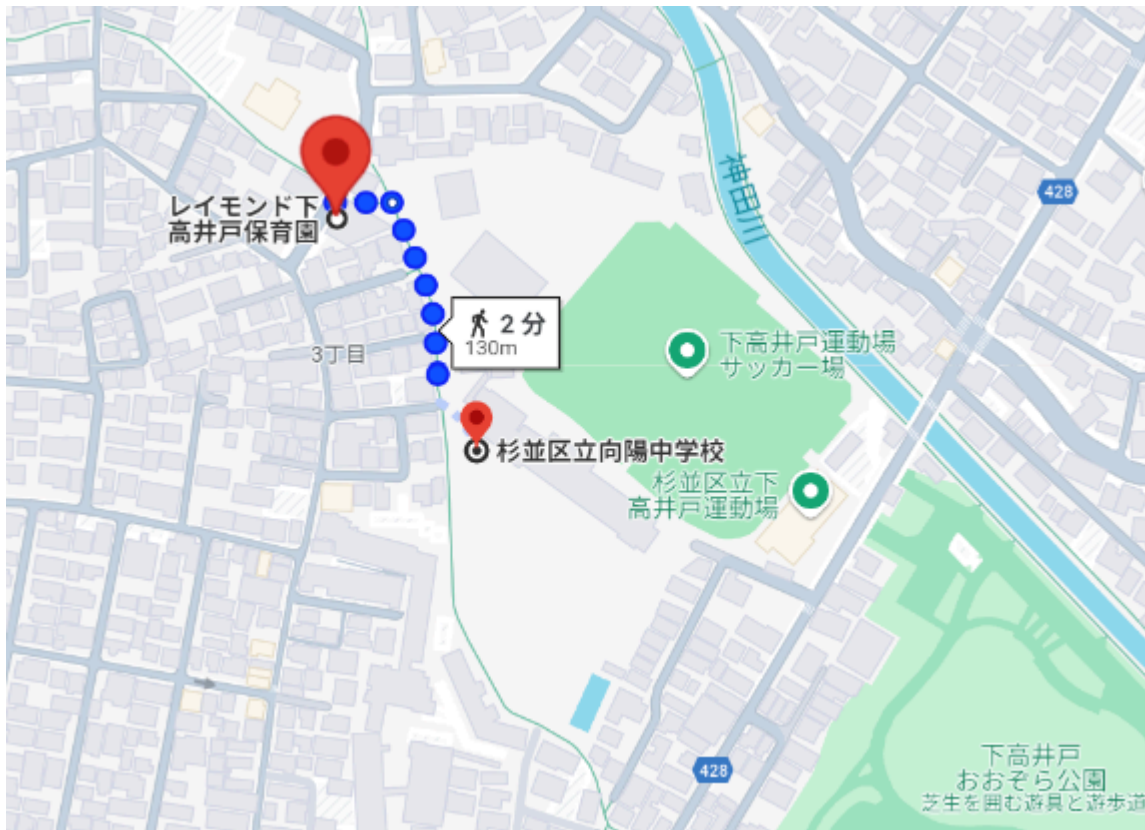 神田川
428
レイモンド下
高井戸保育園
2 分
130m
3丁目
下高井戸運動場
サッカー場
杉並区立向陽中学校
杉並区立下
高井戸運動場
428
下高井戸
おおぞら公園
芝生を囲む遊具と遊歩道